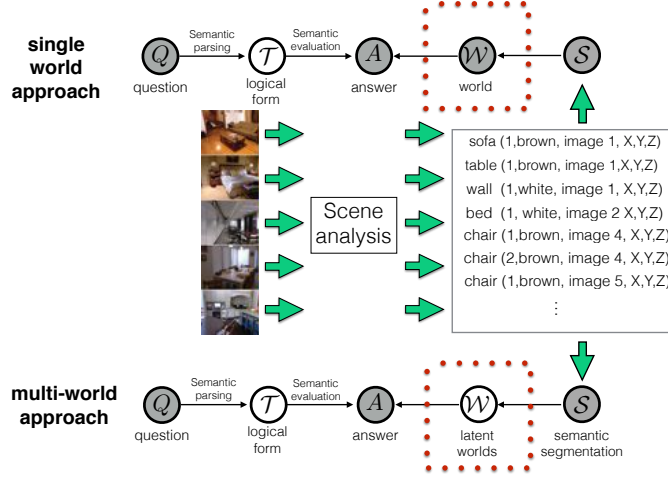 single
world
approach
Semantic
parsing
Semantic
evaluation
Q
T
A
W
S
question
logical
form
answer
world
Scene
analysis
sofa (1,brown, image 1, X,Y,Z)
table (1,brown, image 1,X,Y,Z)
wall (1,white, image 1, X,Y,Z)
bed (1, white, image 2 X,Y,Z)
chair (1,brown, image 4, X,Y,Z)
chair (2,brown, image 4, X,Y,Z)
chair (1,brown, image 5, X,Y,Z)
⋮
multi-world
approach
Semantic
parsing
Semantic
evaluation
Q
T
A
W
S
question
logical
form
answer
latent
worlds
semantic
segmentation